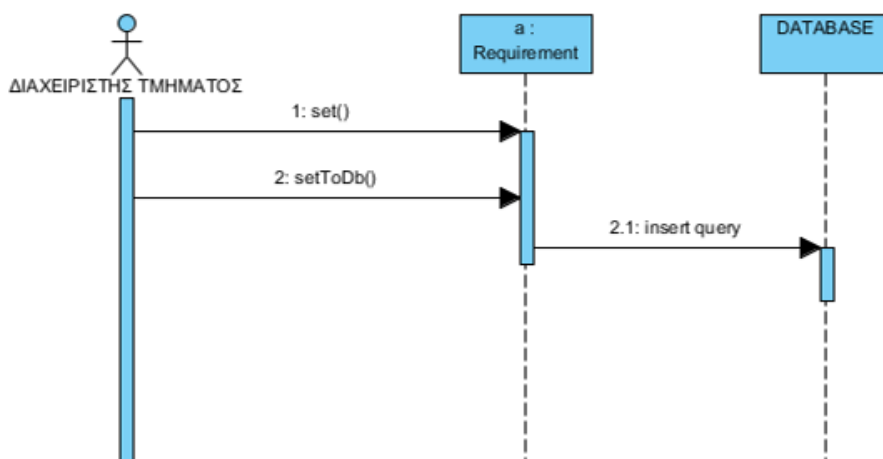 a :
Requirement
DATABASE
ΔΙΑΧΕΙΡΙΣΤΗΣ ΤΜΗΜΑΤΟΣ
1: set()
2: setToDb()
2.1: insert query